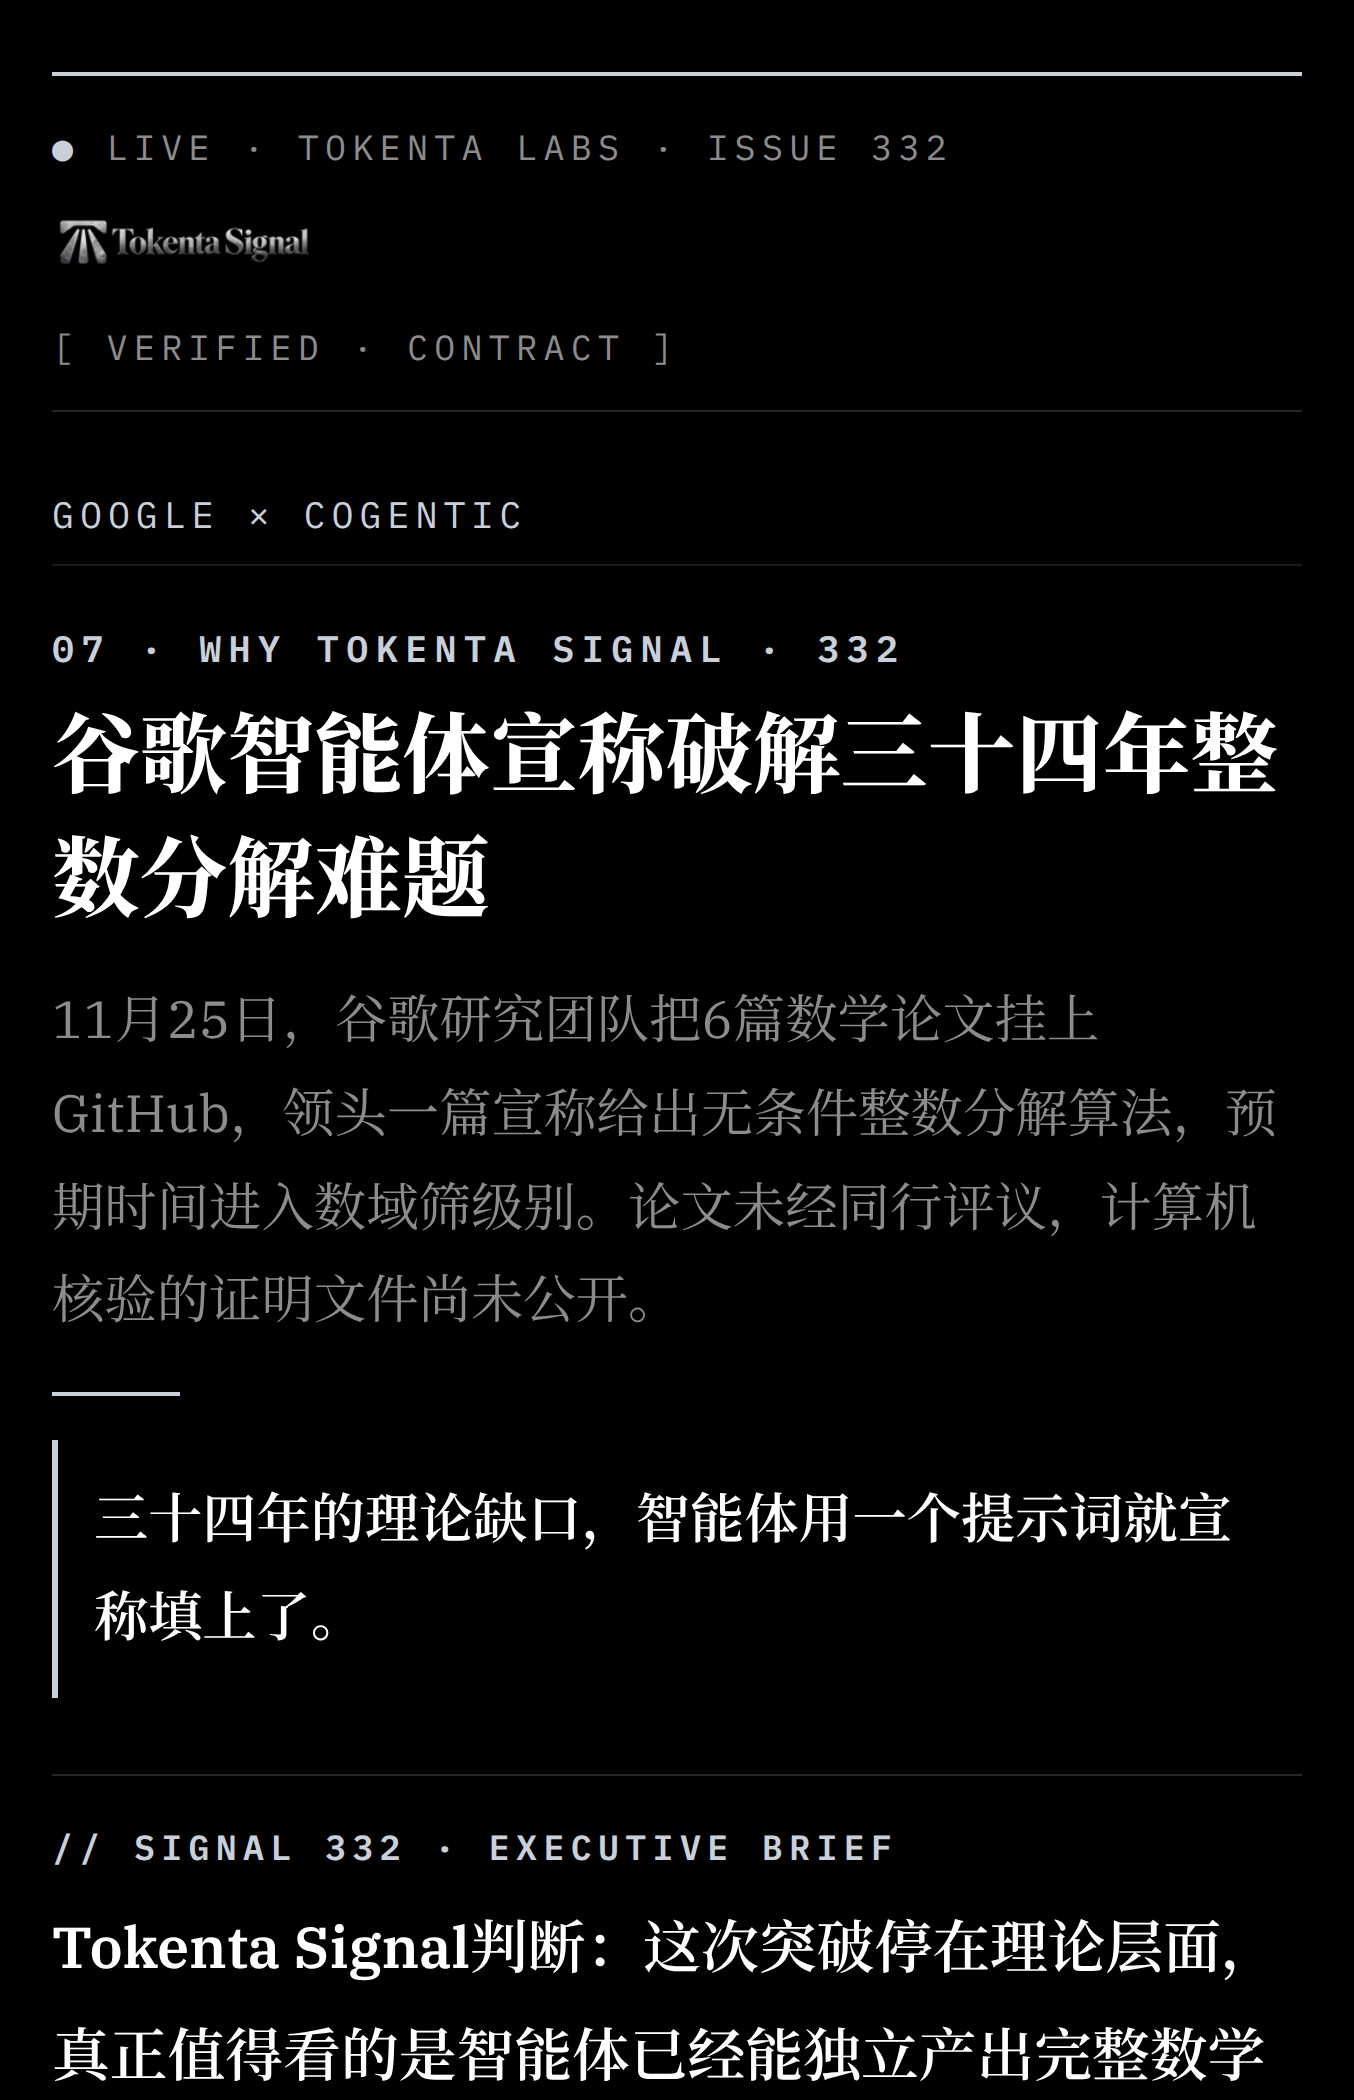 ● LIVE · TOKENTA LABS · ISSUE 332
Tokenta Signal
[ VERIFIED · CONTRACT ]
GOOGLE × COGENTIC
07 · WHY TOKENTA SIGNAL · 332
谷歌智能体宣称破解三十四年整
数分解难题
11月25日，谷歌研究团队把6篇数学论文挂上
GitHub，领头一篇宣称给出无条件整数分解算法，预
期时间进入数域筛级别。论文未经同行评议，计算机
核验的证明文件尚未公开。
三十四年的理论缺口，智能体用一个提示词就宣
称填上了。
// SIGNAL 332 · EXECUTIVE BRIEF
Tokenta Signal判断：这次突破停在理论层面，
真正值得看的是智能体已经能独立产出完整数学